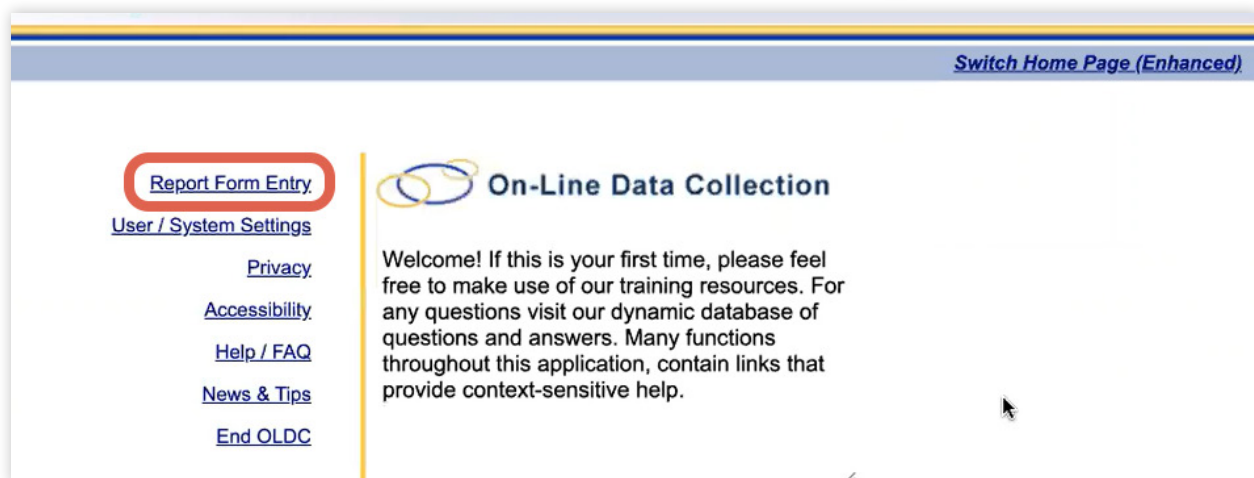 Switch Home Page (Enhanced)
Report Form Entry
User / System Settings
Privacy
Accessibility
Help / FAQ
News & Tips
End OLDC
On-Line Data Collection
Welcome! If this is your first time, please feel
free to make use of our training resources. For
any questions visit our dynamic database of
questions and answers. Many functions
throughout this application, contain links that
provide context-sensitive help.